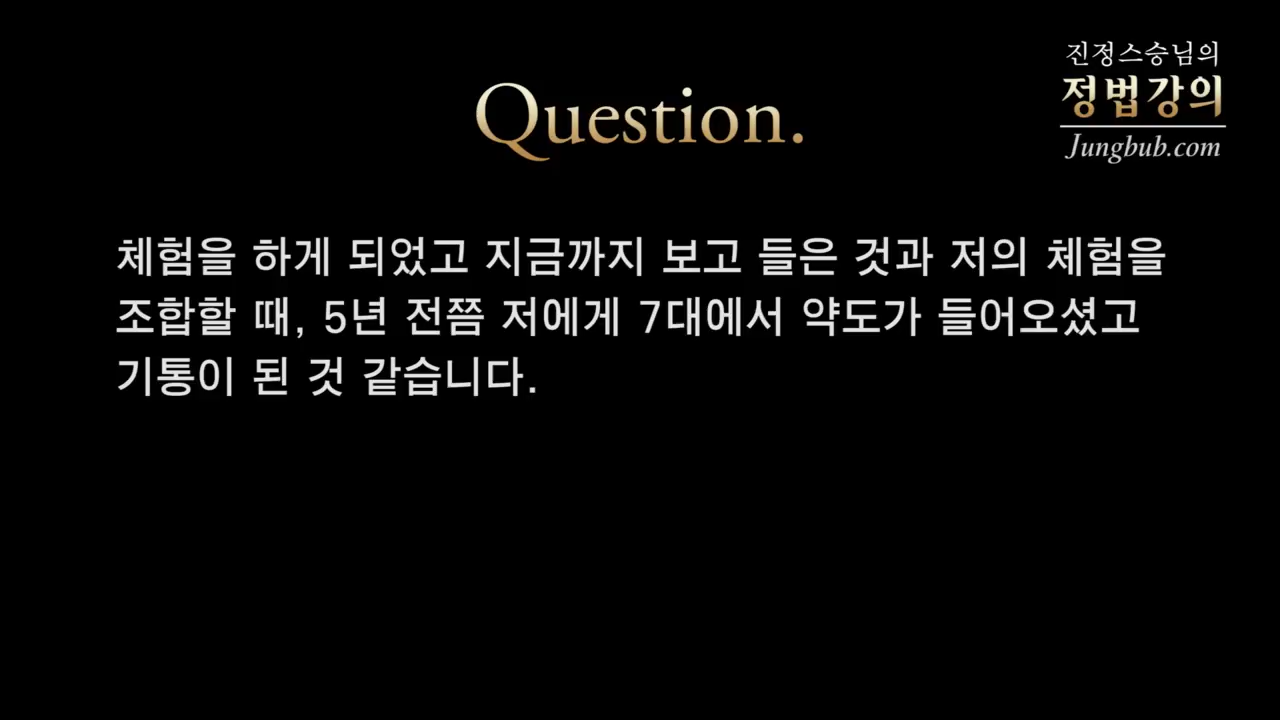 진정스승님의
정법강의
Jungbub.com
Question.
체험을 하게 되었고 지금까지 보고 들은 것과 저의 체험을
조합할 때, 5년 전쯤 저에게 7대에서 약도가 들어오셨고
기통이 된 것 같습니다.